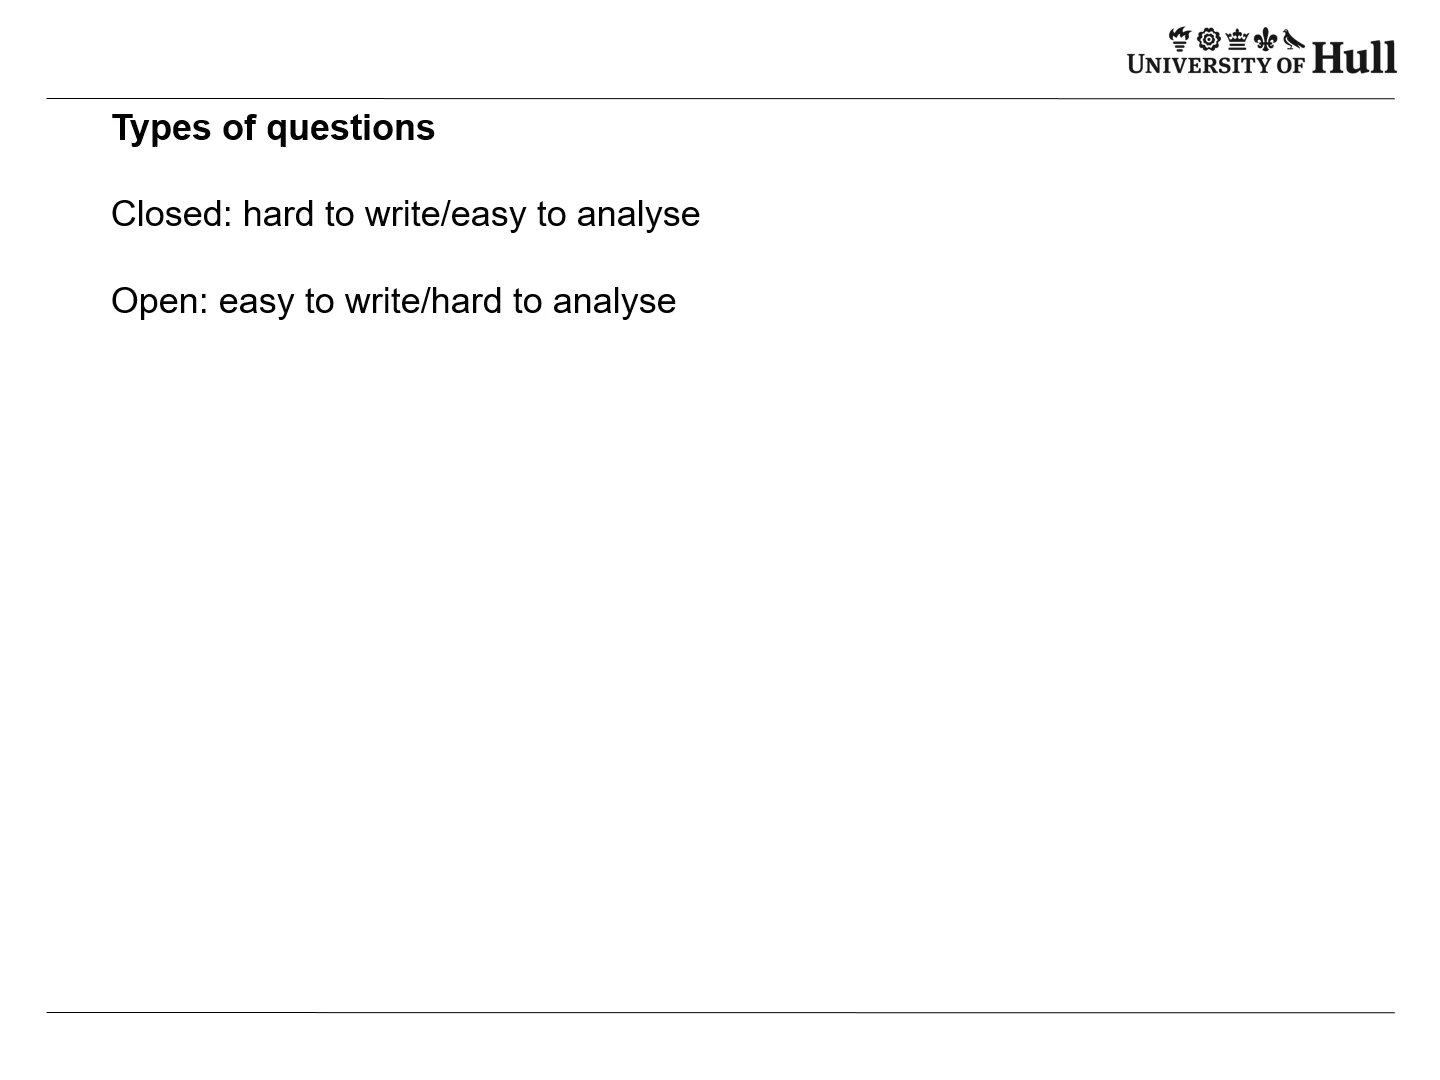 UNIVERSITY OF Hull
Types of questions
Closed: hard to write/easy to analyse
Open: easy to write/hard to analyse